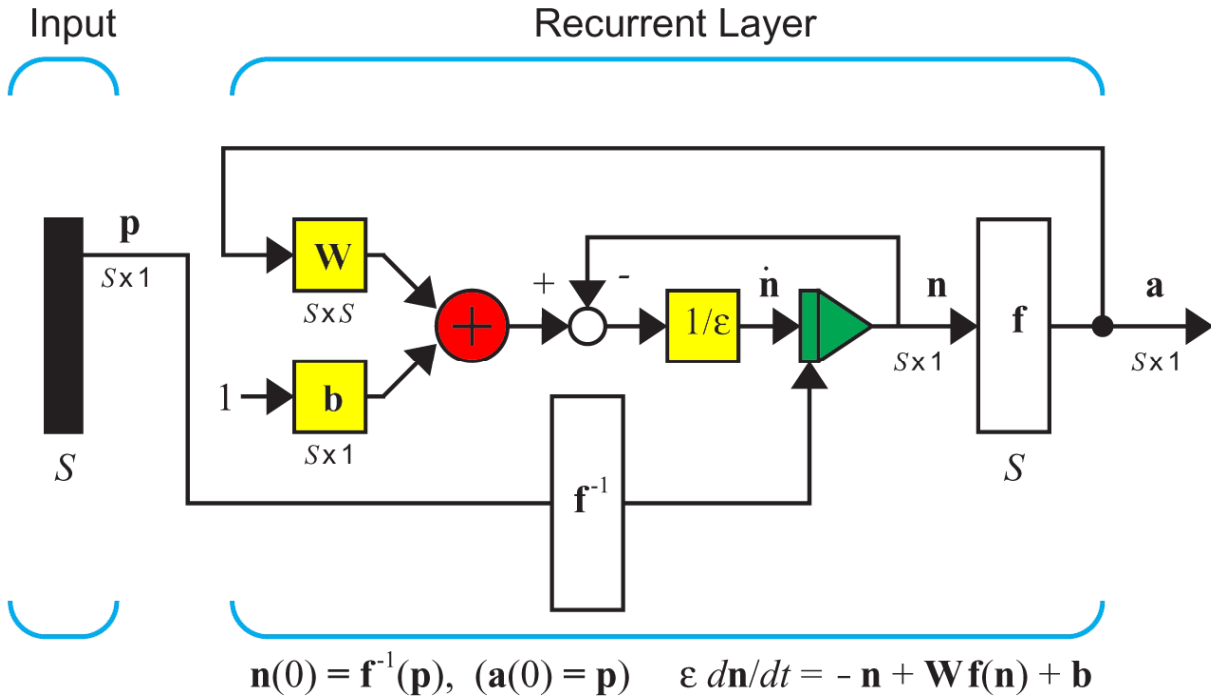 Input
Recurrent Layer
p
S x 1
W
S x S
1
b
S x 1
+
+
-
1/ε
ṅ
n
S x 1
f
a
S x 1
S
S
f⁻¹
n(0) = f⁻¹(p), (a(0) = p) ε dn/dt = - n + W f(n) + b